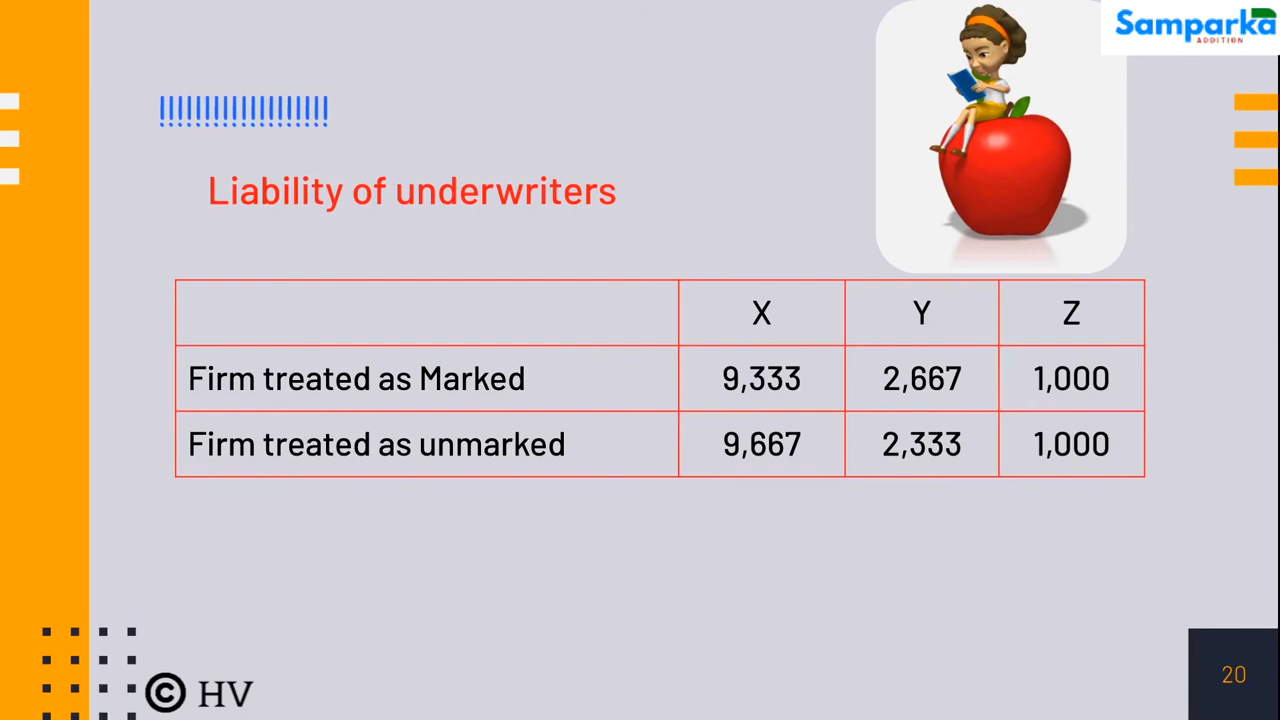 Samparka
ADDITION
!!!!!!!!!!!!!!!!!!!
Liability of underwriters
X Y Z
Firm treated as Marked 9,333 2,667 1,000
Firm treated as unmarked 9,667 2,333 1,000
© HV
20